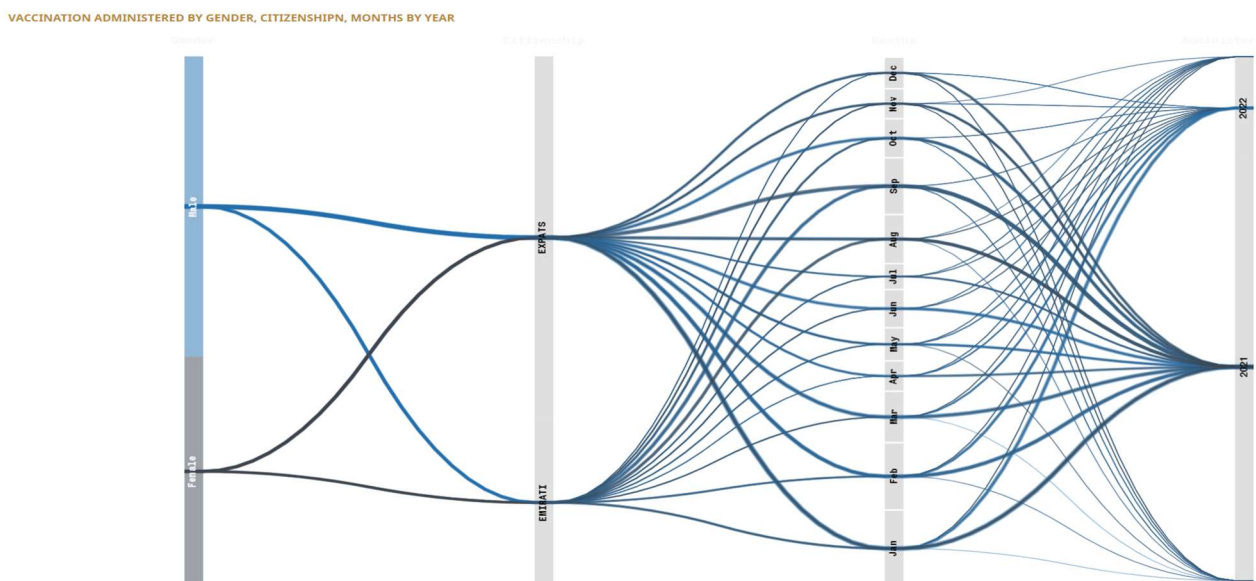 VACCINATION ADMINISTERED BY GENDER, CITIZENSHIPN, MONTHS BY YEAR
Male
Female
EXPATS
EMIRATI
Dec
Nov
Oct
Sep
Aug
Jul
Jun
May
Apr
Mar
Feb
Jan
2022
2021